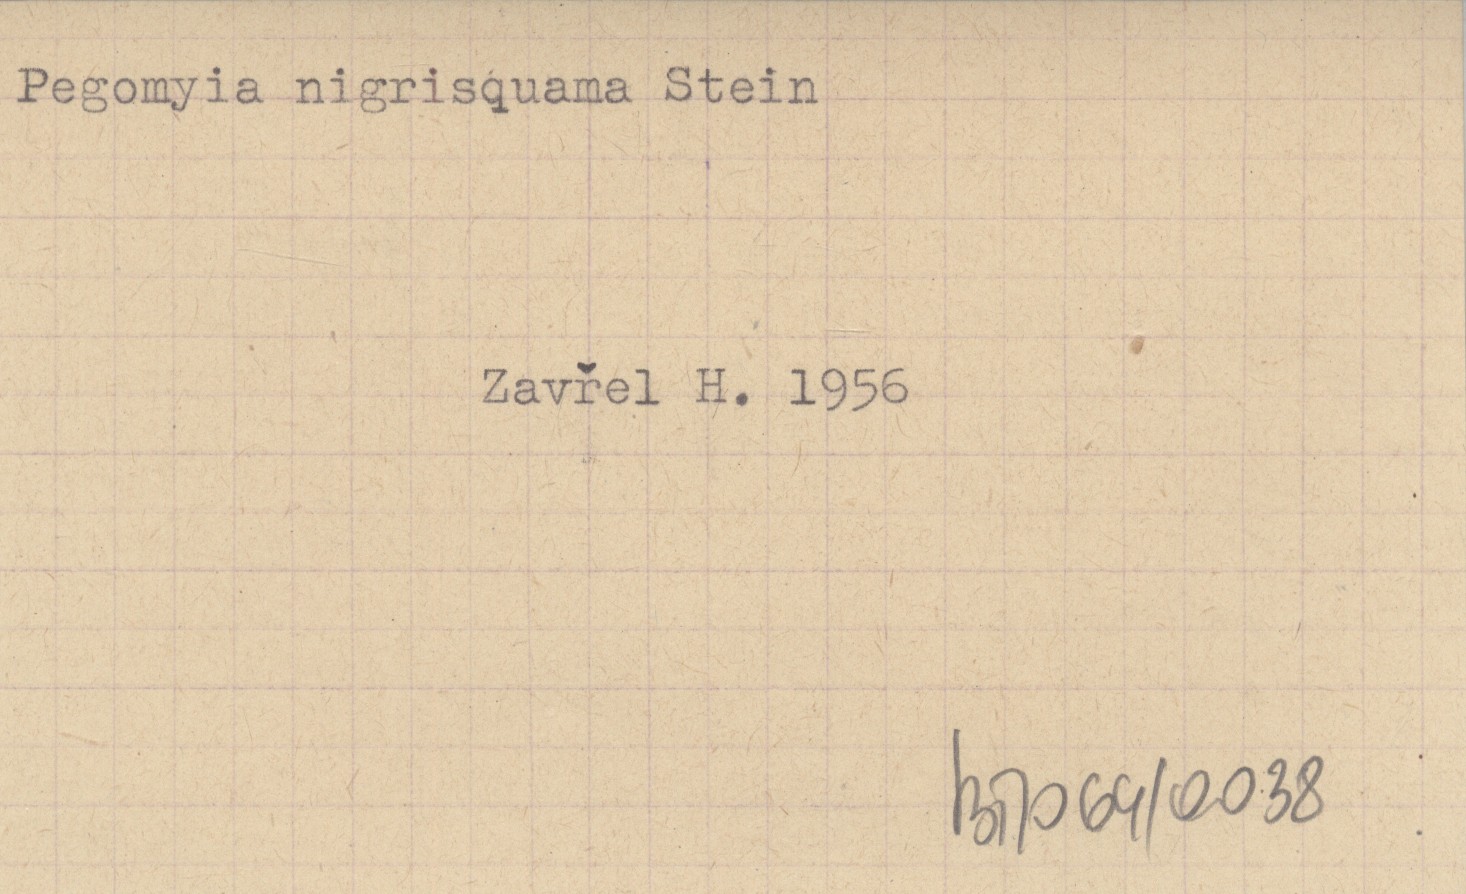 Pegomyia nigrisquama Stein
Zavřel H. 1956